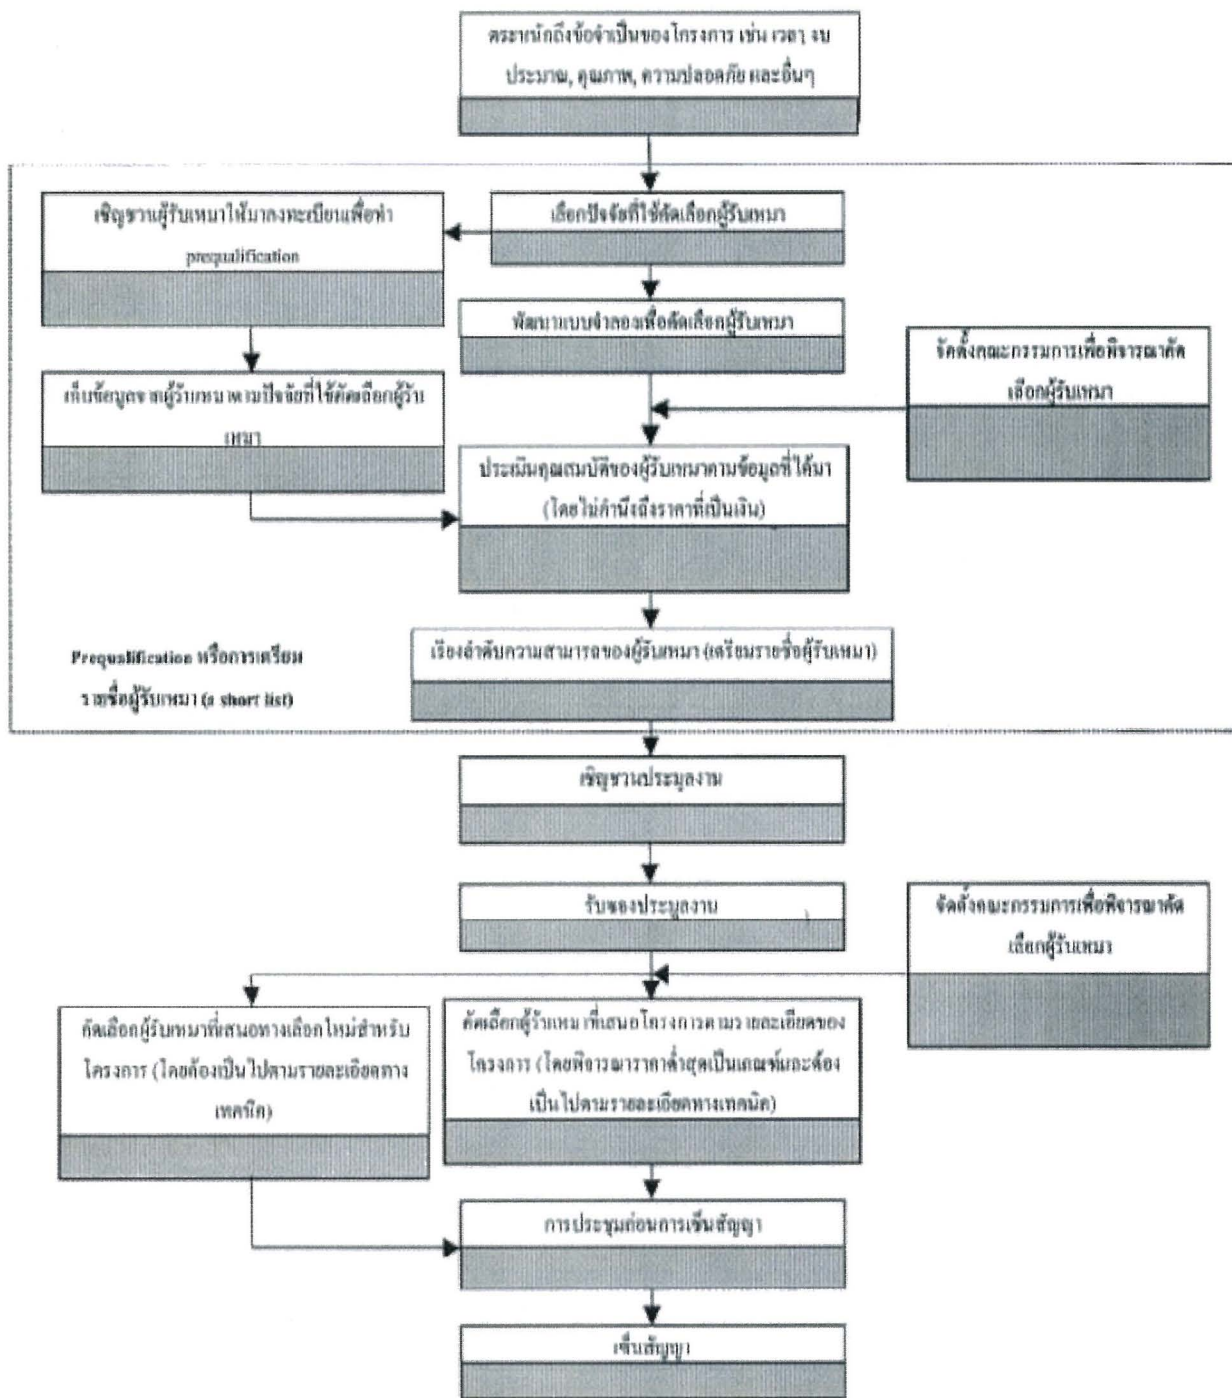 ตระหนักถึงข้อจำเป็นของโครงการ เช่น เวลา, งบ
ประมาณ, คุณภาพ, ความปลอดภัย และอื่นๆ
เชิญชวนผู้รับเหมาให้มาลงทะเบียนเพื่อทำ
prequalification
เลือกปัจจัยที่ใช้คัดเลือกผู้รับเหมา
พัฒนาแบบจำลองเพื่อคัดเลือกผู้รับเหมา
จัดตั้งคณะกรรมการเพื่อพิจารณาคัด
เลือกผู้รับเหมา
เก็บข้อมูลจากผู้รับเหมาตามปัจจัยที่ใช้คัดเลือกผู้รับ
เหมา
ประเมินคุณสมบัติของผู้รับเหมาตามข้อมูลที่ได้มา
(โดยไม่คำนึงถึงราคาที่เป็นเงิน)
เรียงลำดับความสามารถของผู้รับเหมา (เตรียมรายชื่อผู้รับเหมา)
Prequalification หรือการเตรียม
รายชื่อผู้รับเหมา (a short list)
เชิญชวนประมูลงาน
รับซองประมูลงาน
จัดตั้งคณะกรรมการเพื่อพิจารณาคัด
เลือกผู้รับเหมา
คัดเลือกผู้รับเหมาที่เสนอทางเลือกใหม่สำหรับ
โครงการ (โดยต้องเป็นไปตามรายละเอียดทาง
เทคนิค)
คัดเลือกผู้รับเหมาที่เสนอโครงการตามรายละเอียดของ
โครงการ (โดยพิจารณาราคาต่ำสุดเป็นเกณฑ์และต้อง
เป็นไปตามรายละเอียดทางเทคนิค)
การประชุมก่อนการเซ็นสัญญา
เซ็นสัญญา